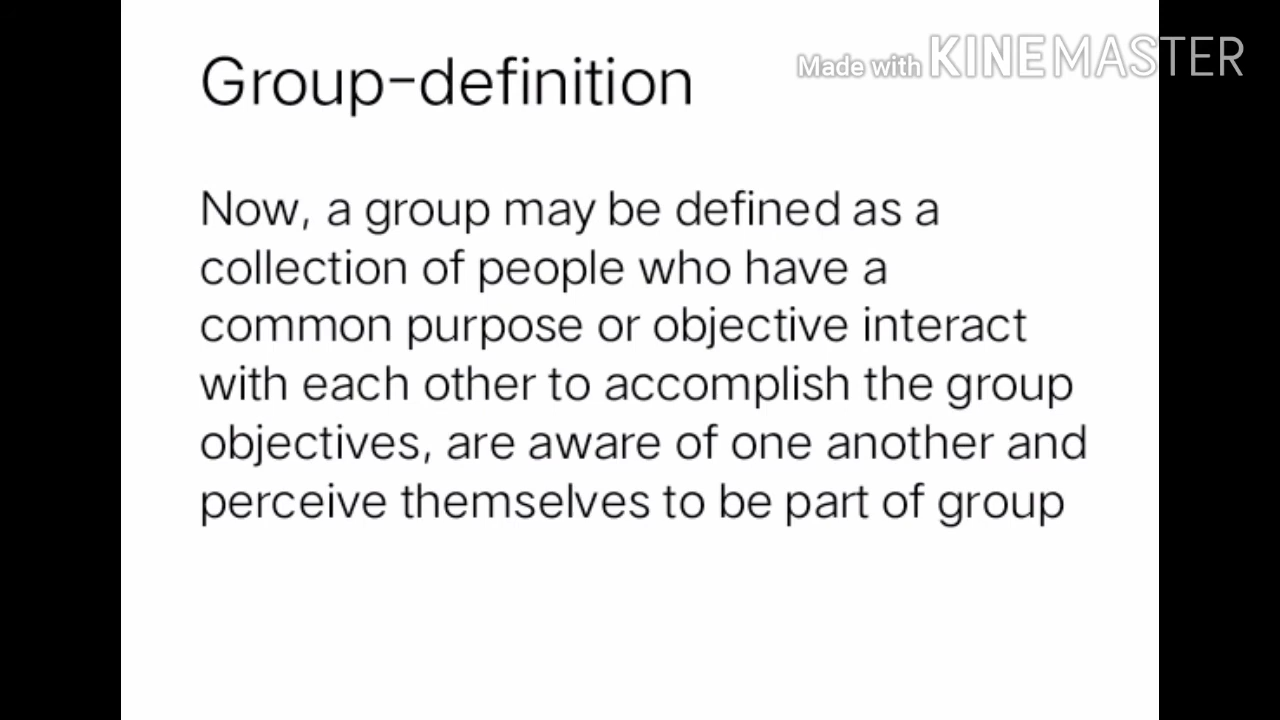 Group-definition
Made with KINEMASTER
Now, a group may be defined as a
collection of people who have a
common purpose or objective interact
with each other to accomplish the group
objectives, are aware of one another and
perceive themselves to be part of group